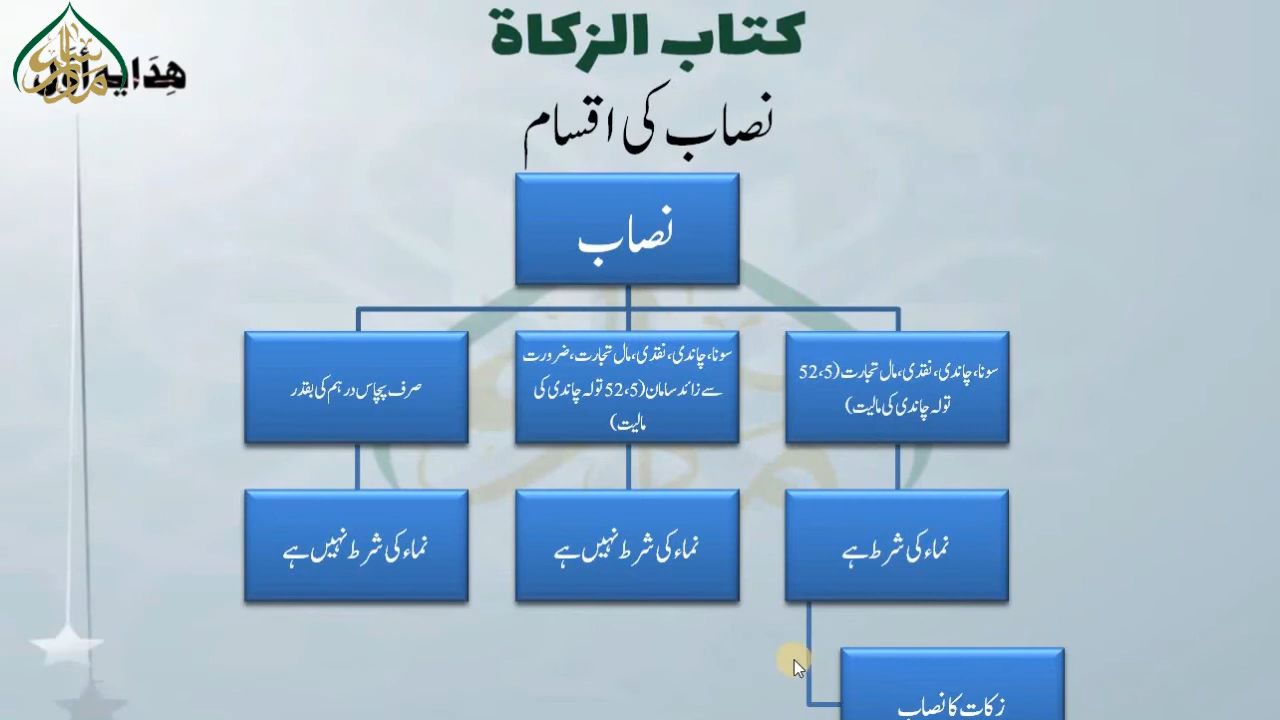 كتاب الزكاة
هِدَايه أَوَّل
نصاب کی اقسام
نصاب
سونا، چاندی، نقدی، مال تجارت (52،5
تولہ چاندی کی مالیت)
سونا، چاندی، نقدی، مال تجارت، ضرورت
سے زائد سامان (52،5 تولہ چاندی کی
مالیت)
صرف پچاس درہم کی بقدر
نماء کی شرط ہے
نماء کی شرط نہیں ہے
نماء کی شرط نہیں ہے
زکات کا نصاب